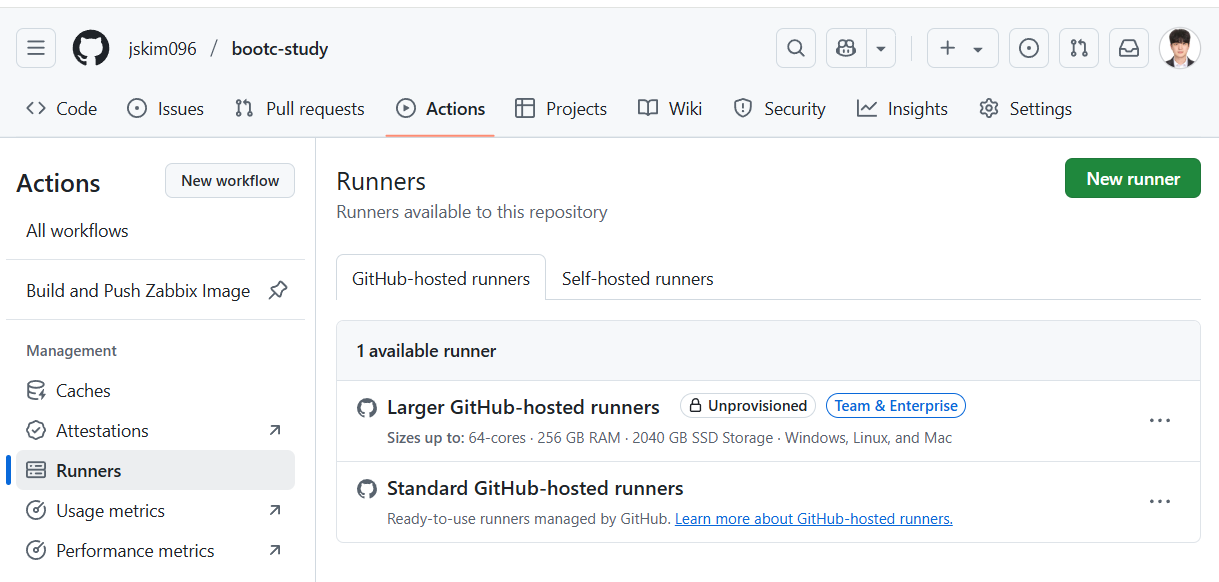 jskim096 / bootc-study
Code Issues Pull requests Actions Projects Wiki Security Insights Settings
Actions
New workflow
All workflows
Build and Push Zabbix Image
Management
Caches
Attestations
Runners
Usage metrics
Performance metrics
Runners
New runner
Runners available to this repository
GitHub-hosted runners Self-hosted runners
1 available runner
Larger GitHub-hosted runners Unprovisioned Team & Enterprise
Sizes up to: 64-cores · 256 GB RAM · 2040 GB SSD Storage · Windows, Linux, and Mac
Standard GitHub-hosted runners
Ready-to-use runners managed by GitHub. Learn more about GitHub-hosted runners.